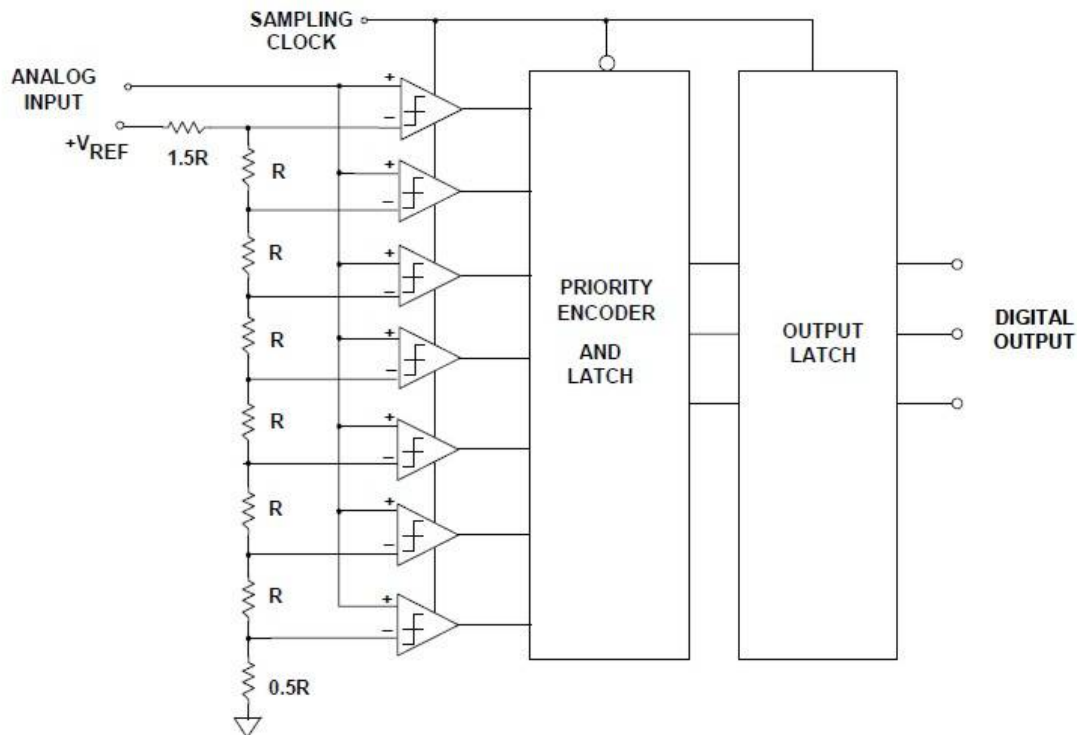 SAMPLING
CLOCK
ANALOG
INPUT
+VREF
1.5R
R
R
R
R
R
R
0.5R
+
−
+
−
+
−
+
−
+
−
+
−
+
−
PRIORITY
ENCODER
AND
LATCH
OUTPUT
LATCH
DIGITAL
OUTPUT